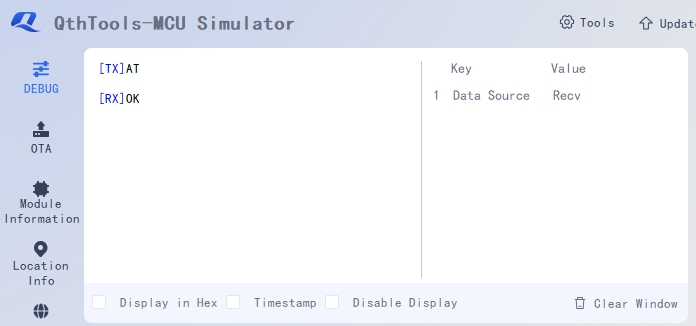 QthTools-MCU Simulator
Tools
DEBUG
OTA
Module
Information
Location
Info
[TX]AT
[RX]OK
Key Value
1 Data Source Recv
Display in Hex
Timestamp
Disable Display
Clear Window